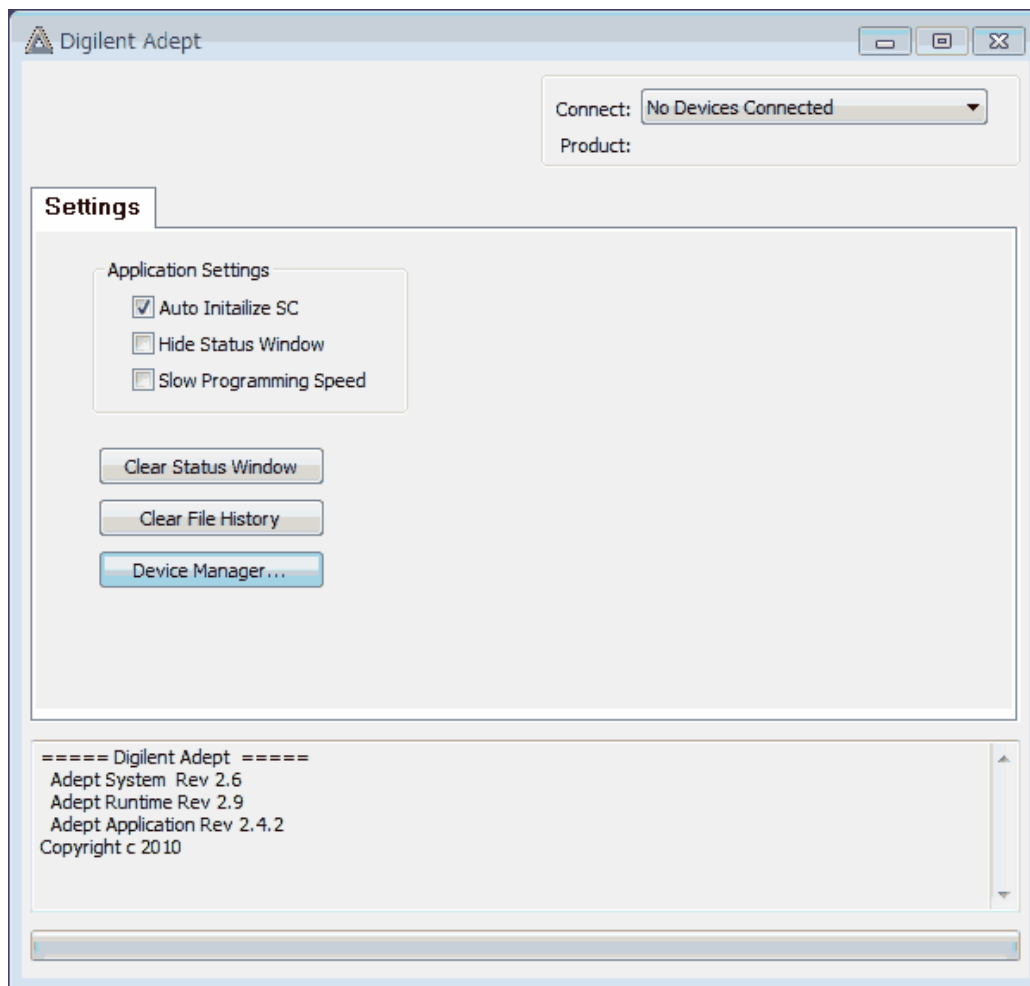 Digilent Adept
Connect: No Devices Connected
Product:
Settings
Application Settings
Auto Initailize SC
Hide Status Window
Slow Programming Speed
Clear Status Window
Clear File History
Device Manager...
===== Digilent Adept =====
Adept System Rev 2.6
Adept Runtime Rev 2.9
Adept Application Rev 2.4.2
Copyright c 2010